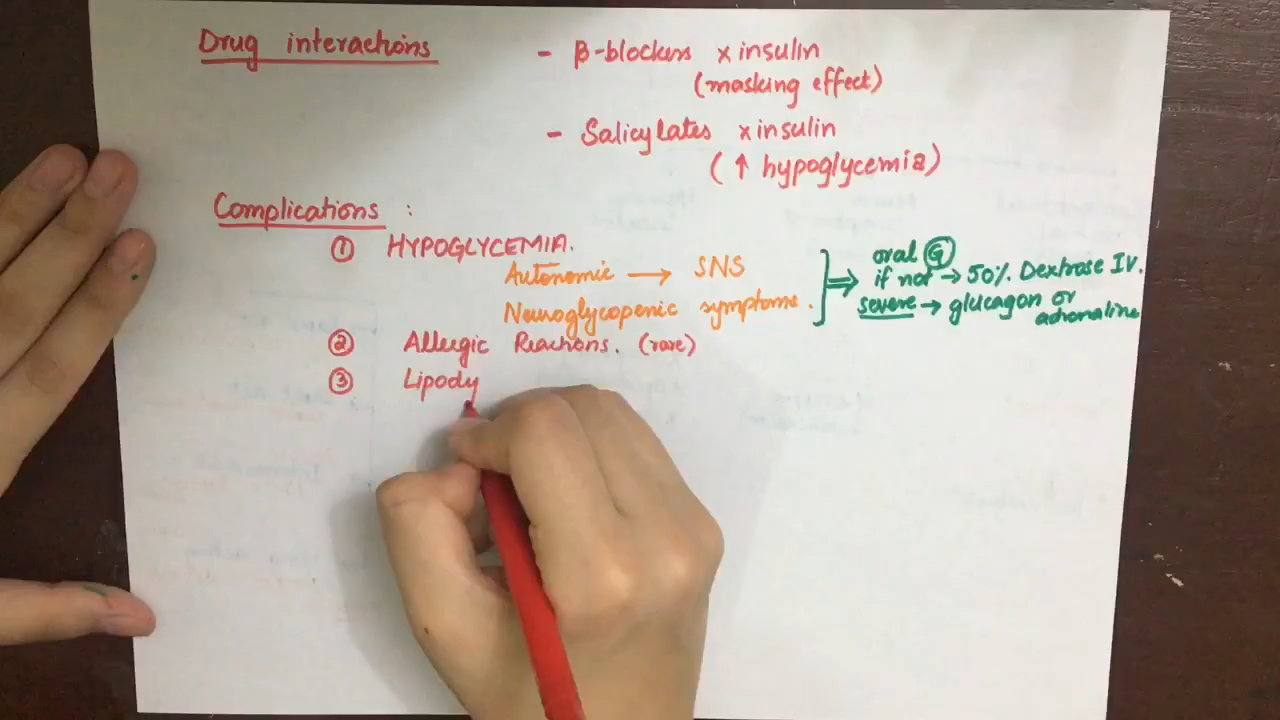 Drug interactions
- β-blockers x insulin
(masking effect)
- Salicylates x insulin
(↑ hypoglycemia)
Complications :
① HYPOGLYCEMIA.
Autonomic → SNS
Neuroglycopenic symptoms.
oral G
if not → 50% Dextrose IV.
severe → glucagon or
adrenaline
② Allergic Reactions. (rare)
③ Lipody